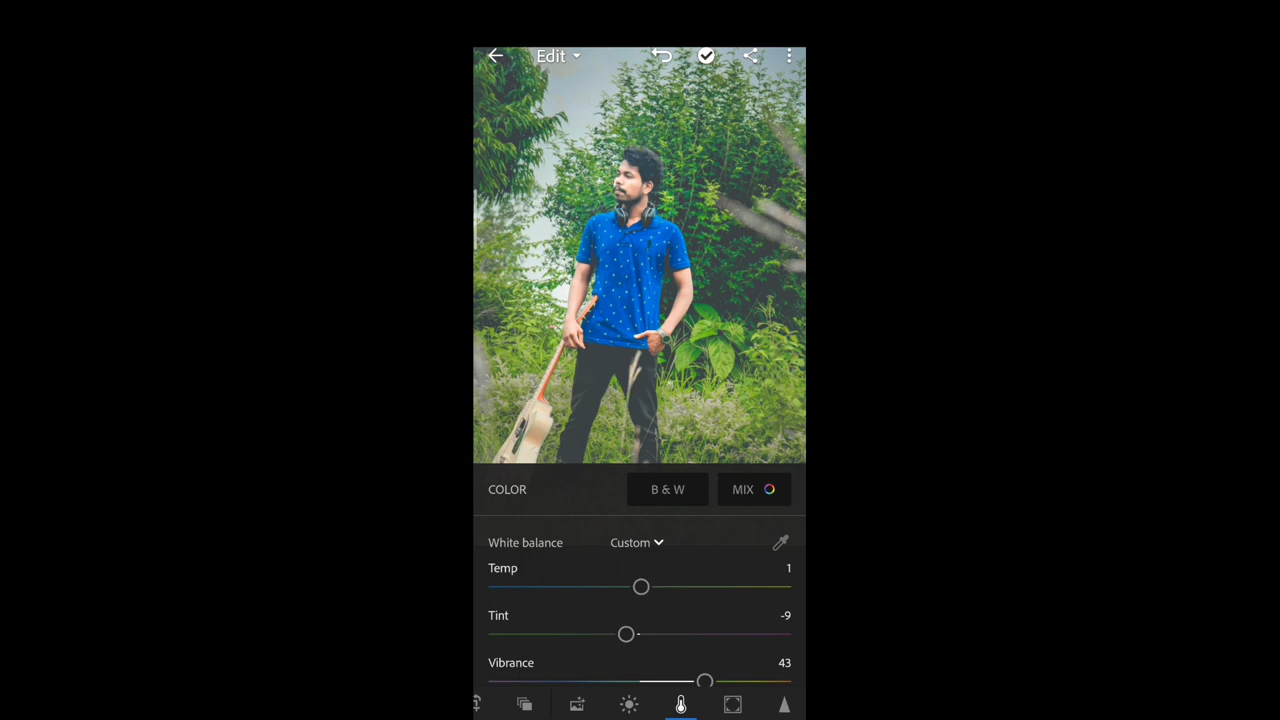 Edit
COLOR B & W MIX
White balance Custom
Temp 1
Tint -9
Vibrance 43